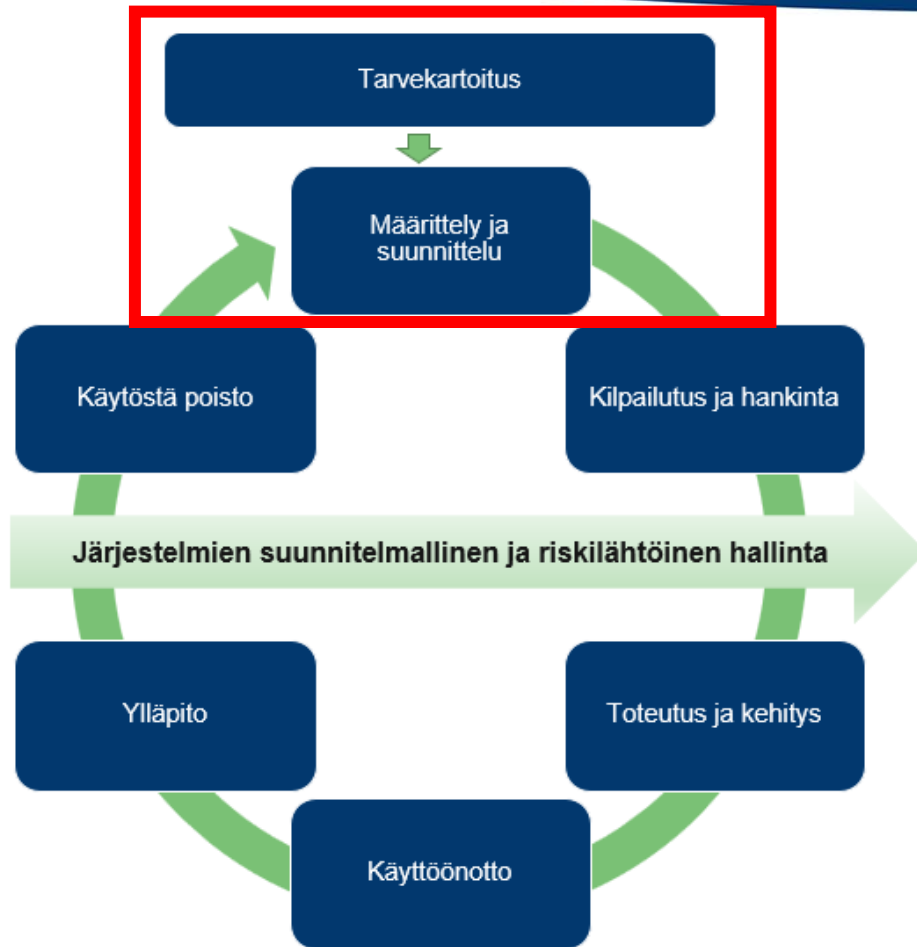 Tarvekartoitus
Määrittely ja
suunnittelu
Käytöstä poisto
Kilpailutus ja hankinta
Järjestelmien suunnitelmallinen ja riskilähtöinen hallinta
Ylläpito
Toteutus ja kehitys
Käyttöönotto